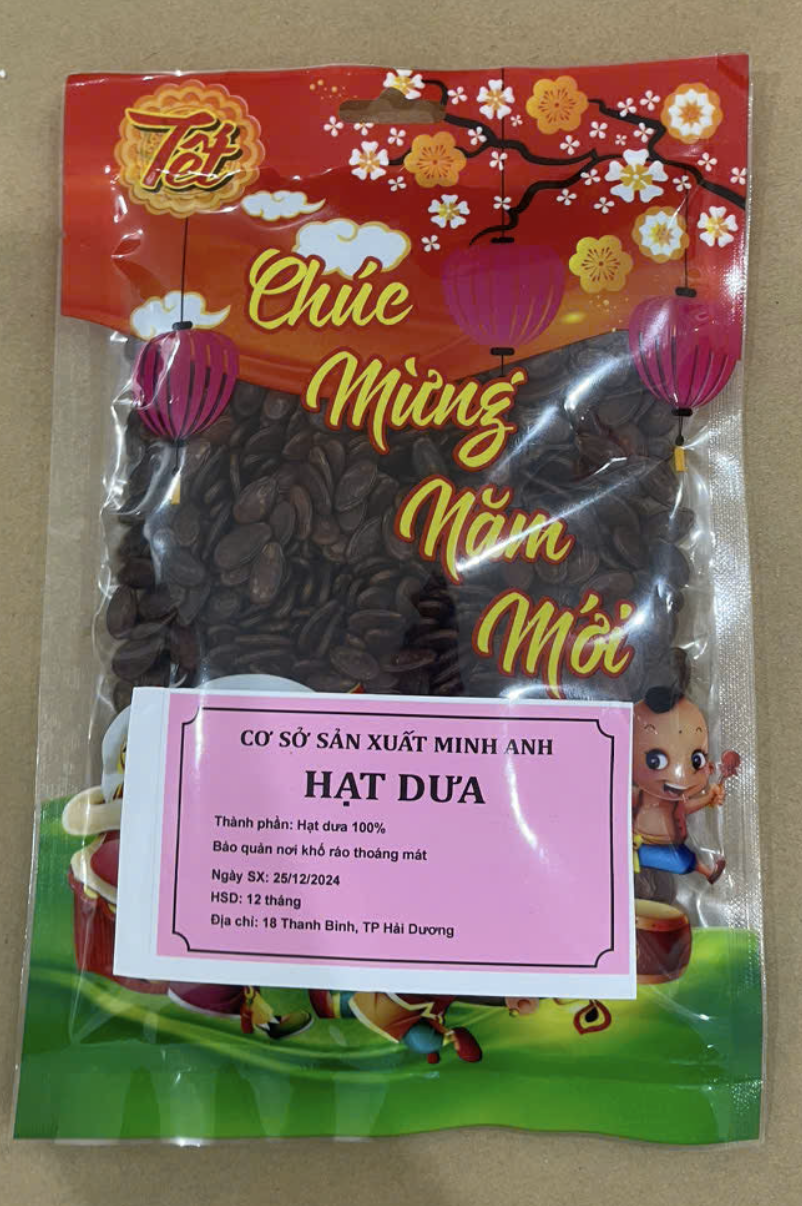 Tết
Chúc
Mừng
Năm
Mới
CƠ SỞ SẢN XUẤT MINH ANH
HẠT DƯA
Thành phần: Hạt dưa 100%
Bảo quản nơi khố ráo thoáng mát
Ngày SX: 25/12/2024
HSD: 12 tháng
Địa chỉ: 18 Thanh Bình, TP Hải Dương